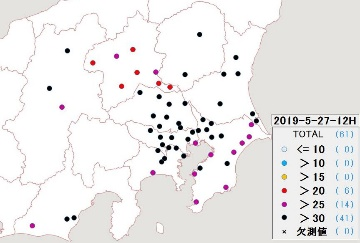 2019-5-27-12H
TOTAL (61)
<= 10 ( 0)
> 10 ( 0)
> 15 ( 0)
> 20 ( 6)
> 25 (14)
> 30 (41)
× 欠測値 ( 0)